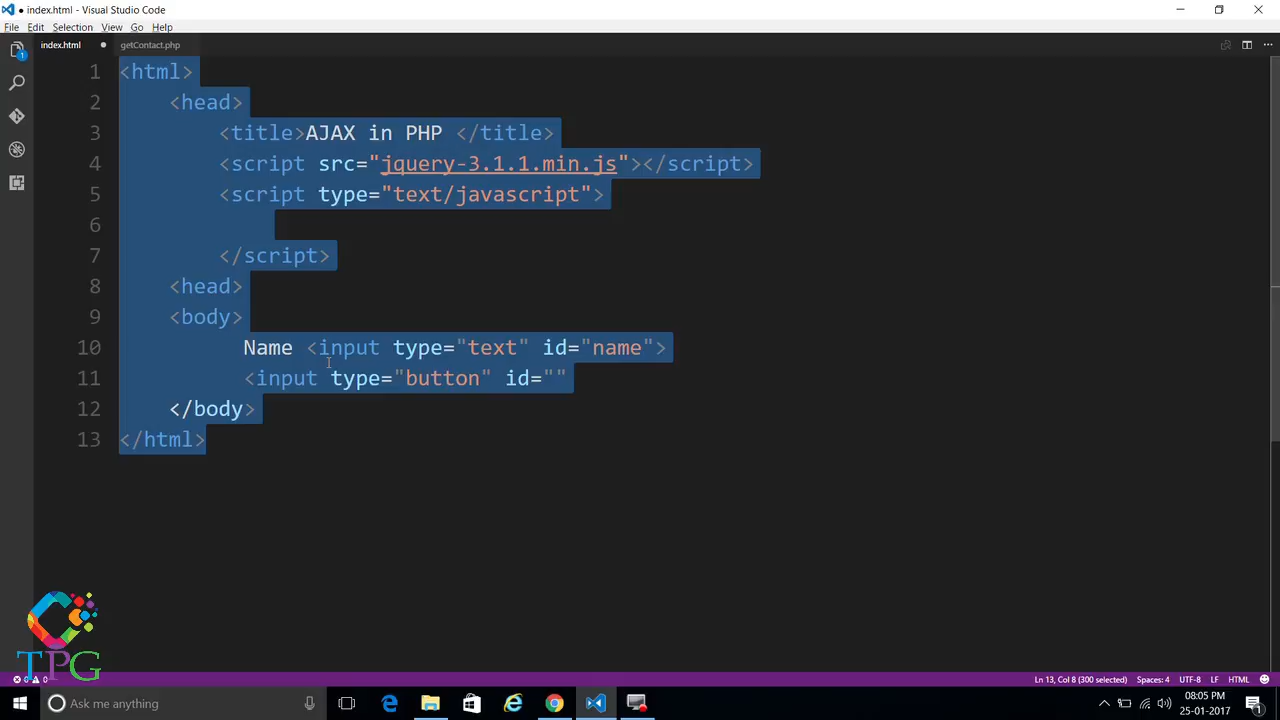 ● index.html - Visual Studio Code
File Edit Selection View Go Help
index.html getContact.php
1 <html>
2 <head>
3 <title>AJAX in PHP </title>
4 <script src="jquery-3.1.1.min.js"></script>
5 <script type="text/javascript">
6
7 </script>
8 <head>
9 <body>
10 Name <input type="text" id="name">
11 <input type="button" id=""
12 </body>
13 </html>
TPG
0 0 Ln 13, Col 8 (300 selected) Spaces: 4 UTF-8 LF HTML
Ask me anything
08:05 PM
25-01-2017
1
1